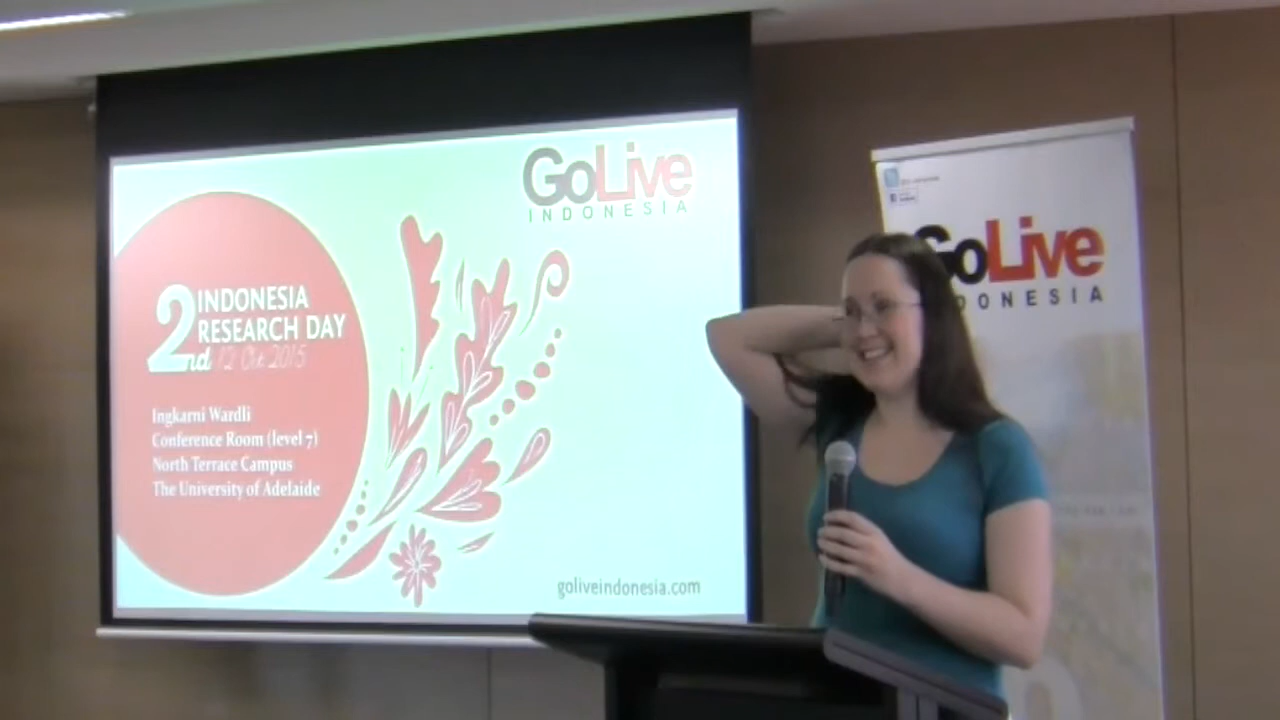 GoLive
INDONESIA
2nd INDONESIA
RESEARCH DAY
12 Okt 2015
Ingkarni Wardli
Conference Room (level 7)
North Terrace Campus
The University of Adelaide
goliveindonesia.com
GoLive
INDONESIA